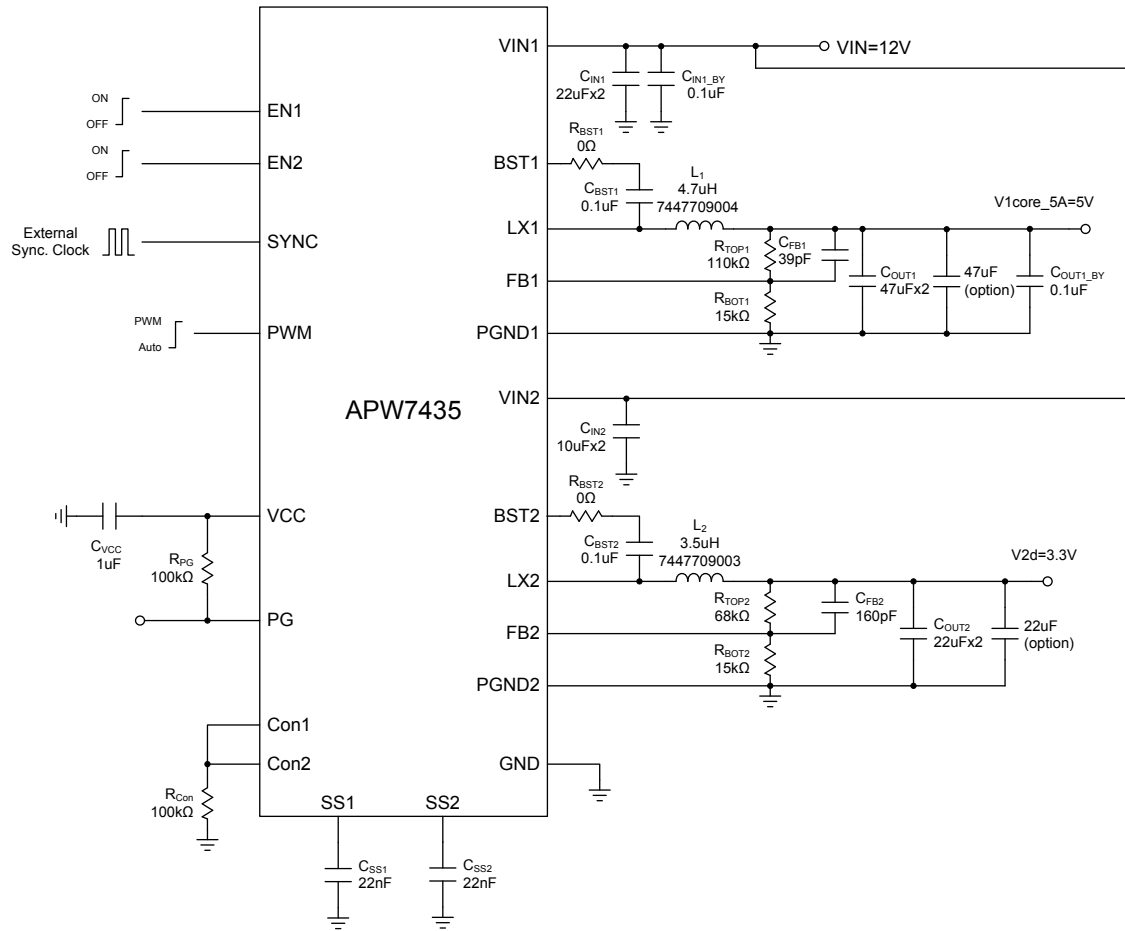 VIN1
VIN=12V
CIN1
22uFx2
CIN1_BY
0.1uF
ON
OFF
EN1
RBST1
0Ω
ON
OFF
EN2
BST1
CBST1
0.1uF
L1
4.7uH
7447709004
V1core_5A=5V
External
Sync. Clock
SYNC
LX1
RTOP1
110kΩ
CFB1
39pF
COUT1
47uFx2
47uF
(option)
COUT1_BY
0.1uF
FB1
RBOT1
15kΩ
PWM
Auto
PWM
PGND1
APW7435
VIN2
CIN2
10uFx2
RBST2
0Ω
VCC
CVCC
1uF
BST2
CBST2
0.1uF
L2
3.5uH
7447709003
V2d=3.3V
RPG
100kΩ
LX2
RTOP2
68kΩ
CFB2
160pF
COUT2
22uFx2
22uF
(option)
PG
FB2
RBOT2
15kΩ
PGND2
Con1
Con2
GND
RCon
100kΩ
SS1
SS2
CSS1
22nF
CSS2
22nF